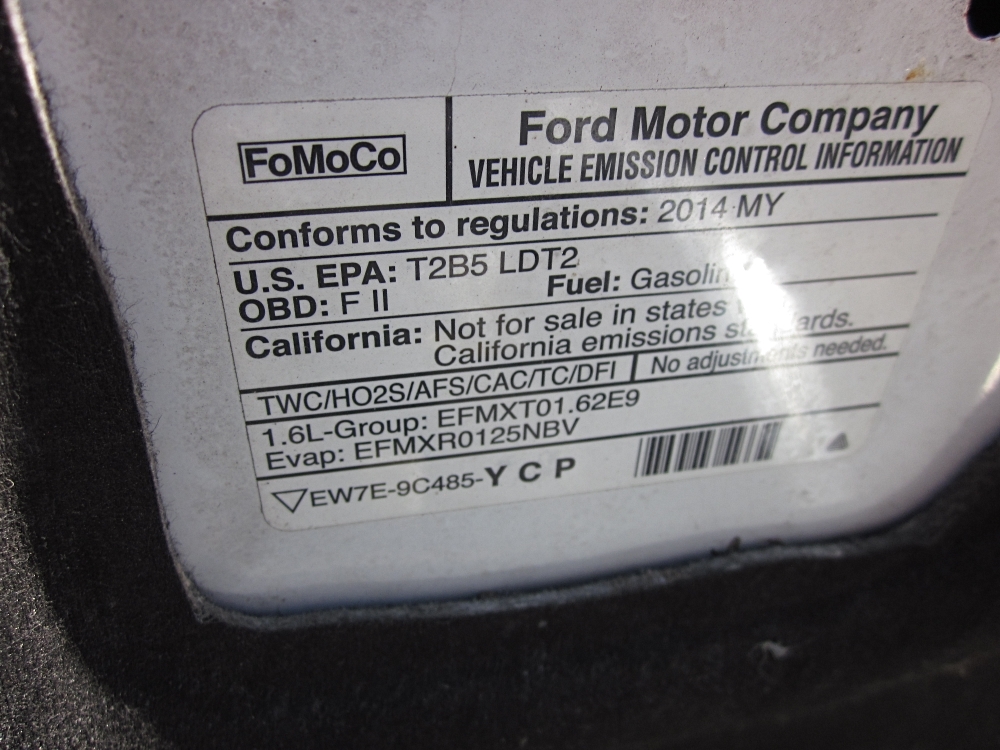 FoMoCo
Ford Motor Company
VEHICLE EMISSION CONTROL INFORMATION
Conforms to regulations: 2014 MY
U.S. EPA: T2B5 LDT2
OBD: F II Fuel: Gasolin
California: Not for sale in states
California emissions standards.
TWC/HO2S/AFS/CAC/TC/DFI No adjustments needed.
1.6L-Group: EFMXT01.62E9
Evap: EFMXR0125NBV
EW7E-9C485-Y C P